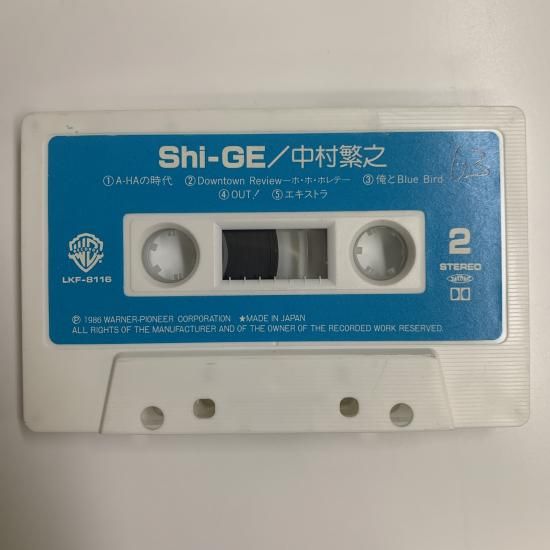 Shi-GE／中村繁之
①A-HAの時代 ②Downtown Review—ホ・ホ・ホレテ— ③俺とBlue Bird
④OUT！ ⑤エキストラ
63
LKF-8116
2
STEREO
Ⓟ 1986 WARNER-PIONEER CORPORATION ★MADE IN JAPAN
ALL RIGHTS OF THE MANUFACTURER AND OF THE OWNER OF THE RECORDED WORK RESERVED.